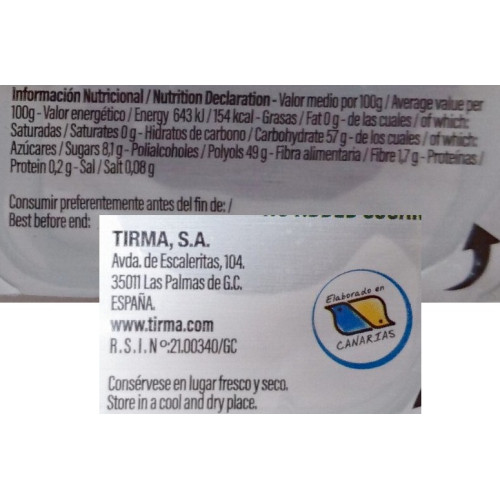 Información Nutricional / Nutrition Declaration - Valor medio por 100g / Average value per
100g - Valor energético / Energy 643 kJ / 154 kcal - Grasas / Fat 0 g - de las cuales / of which:
Saturadas / Saturates 0 g - Hidratos de carbono / Carbohydrate 57 g - de los cuales / of which:
Azúcares / Sugars 8,1 g - Polialcoholes / Polyols 49 g - Fibra alimentaria / Fibre 1,7 g - Proteínas /
Protein 0,2 g - Sal / Salt 0,08 g
Consumir preferentemente antes del fin de: /
Best before end:
TIRMA, S.A.
Avda. de Escaleritas, 104.
35011 Las Palmas de G.C.
ESPAÑA.
www.tirma.com
R.S.I. Nº:21.00340/GC
Elaborado en
CANARIAS
Consérvese en lugar fresco y seco.
Store in a cool and dry place.